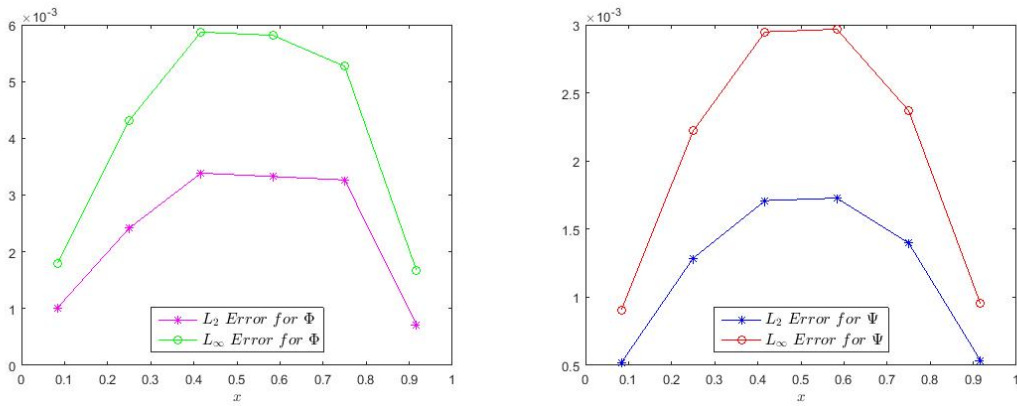 ×10⁻³
6
5
4
3
2
1
0
0 0.1 0.2 0.3 0.4 0.5 0.6 0.7 0.8 0.9 1
x
L₂ Error for Φ
L∞ Error for Φ
×10⁻³
3
2.5
2
1.5
1
0.5
0 0.1 0.2 0.3 0.4 0.5 0.6 0.7 0.8 0.9 1
x
L₂ Error for Ψ
L∞ Error for Ψ